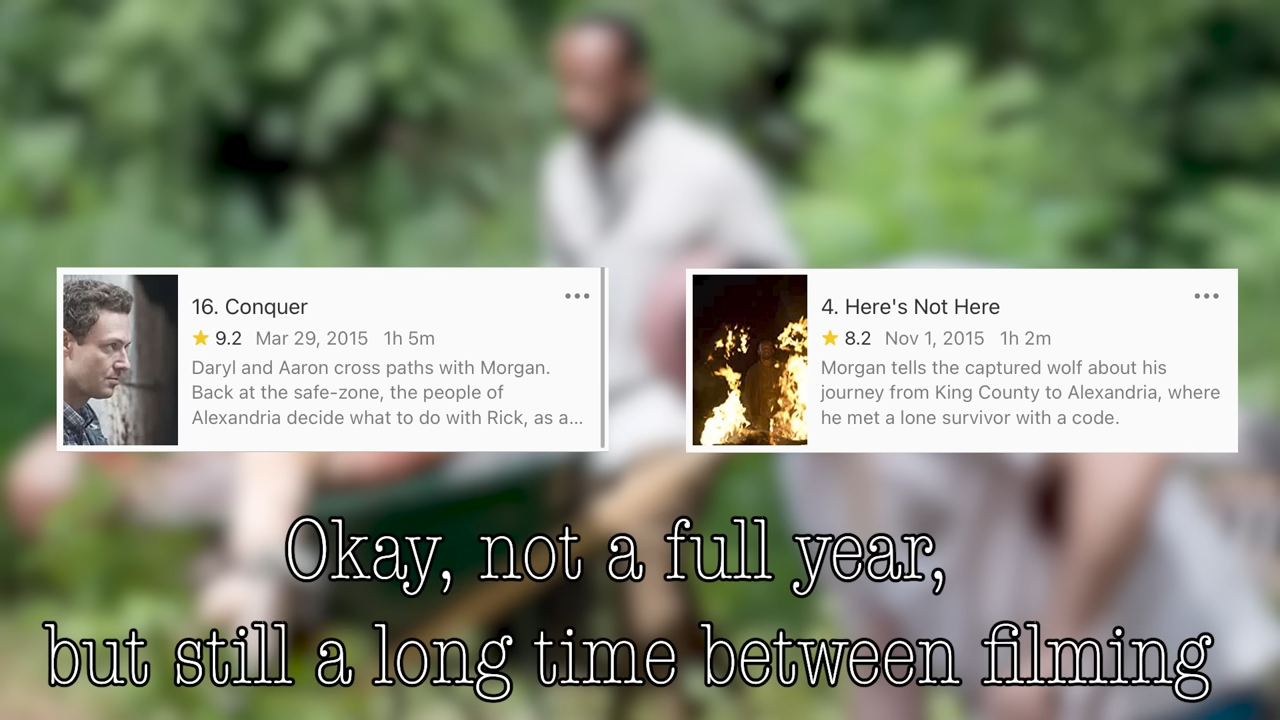 16. Conquer
9.2 Mar 29, 2015 1h 5m
Daryl and Aaron cross paths with Morgan.
Back at the safe-zone, the people of
Alexandria decide what to do with Rick, as a...
4. Here's Not Here
8.2 Nov 1, 2015 1h 2m
Morgan tells the captured wolf about his
journey from King County to Alexandria, where
he met a lone survivor with a code.
Okay, not a full year,
but still a long time between filming